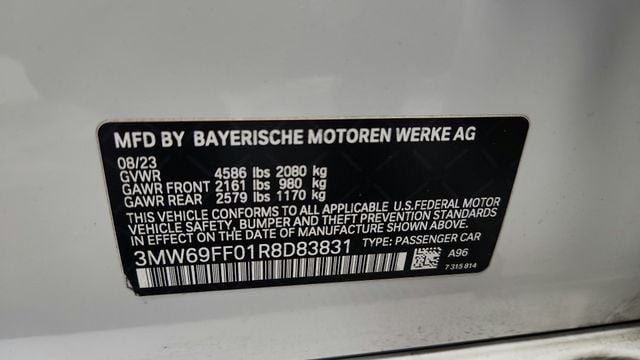 MFD BY BAYERISCHE MOTOREN WERKE AG
08/23
GVWR 4586 lbs 2080 kg
GAWR FRONT 2161 lbs 980 kg
GAWR REAR 2579 lbs 1170 kg
THIS VEHICLE CONFORMS TO ALL APPLICABLE U.S.FEDERAL MOTOR
VEHICLE SAFETY, BUMPER AND THEFT PREVENTION STANDARDS IN
EFFECT ON THE DATE OF MANUFACTURE SHOWN ABOVE.
3MW69FF01R8D83831 TYPE: PASSENGER CAR
A96
7 315 814